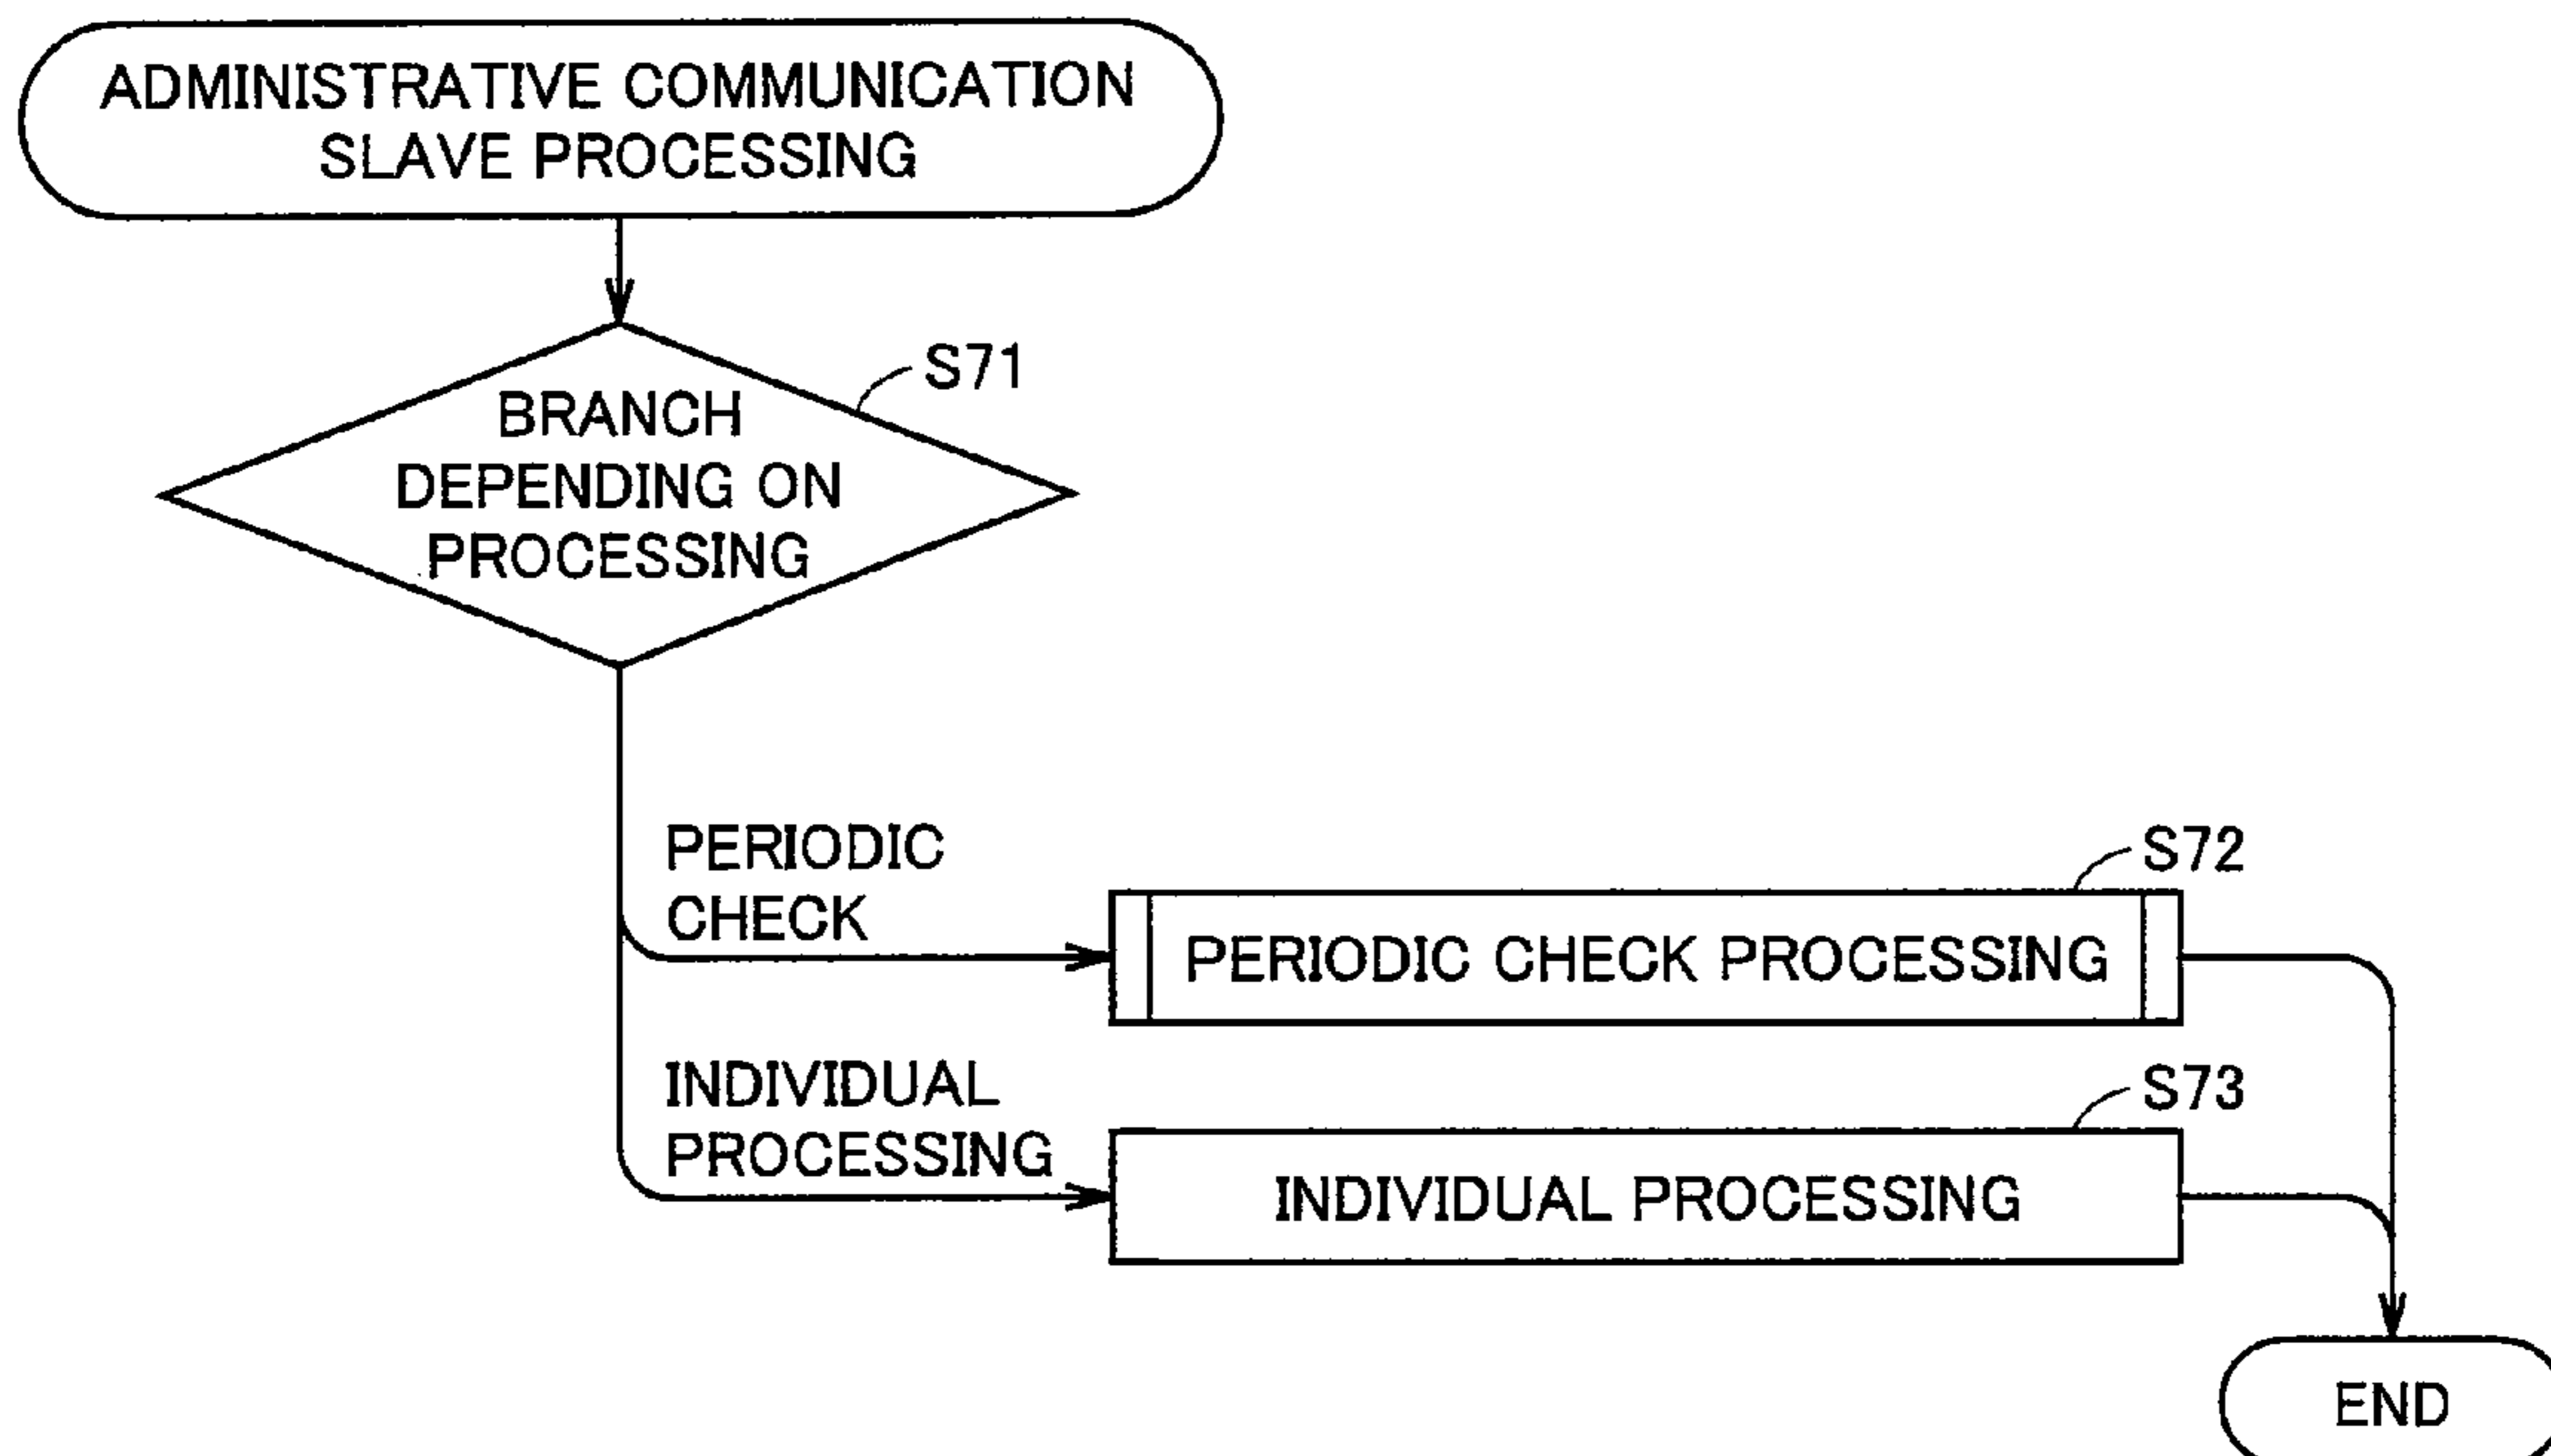 ADMINISTRATIVE COMMUNICATION
SLAVE PROCESSING
S71
BRANCH
DEPENDING ON
PROCESSING
PERIODIC
CHECK
S72
PERIODIC CHECK PROCESSING
INDIVIDUAL
PROCESSING
S73
INDIVIDUAL PROCESSING
END